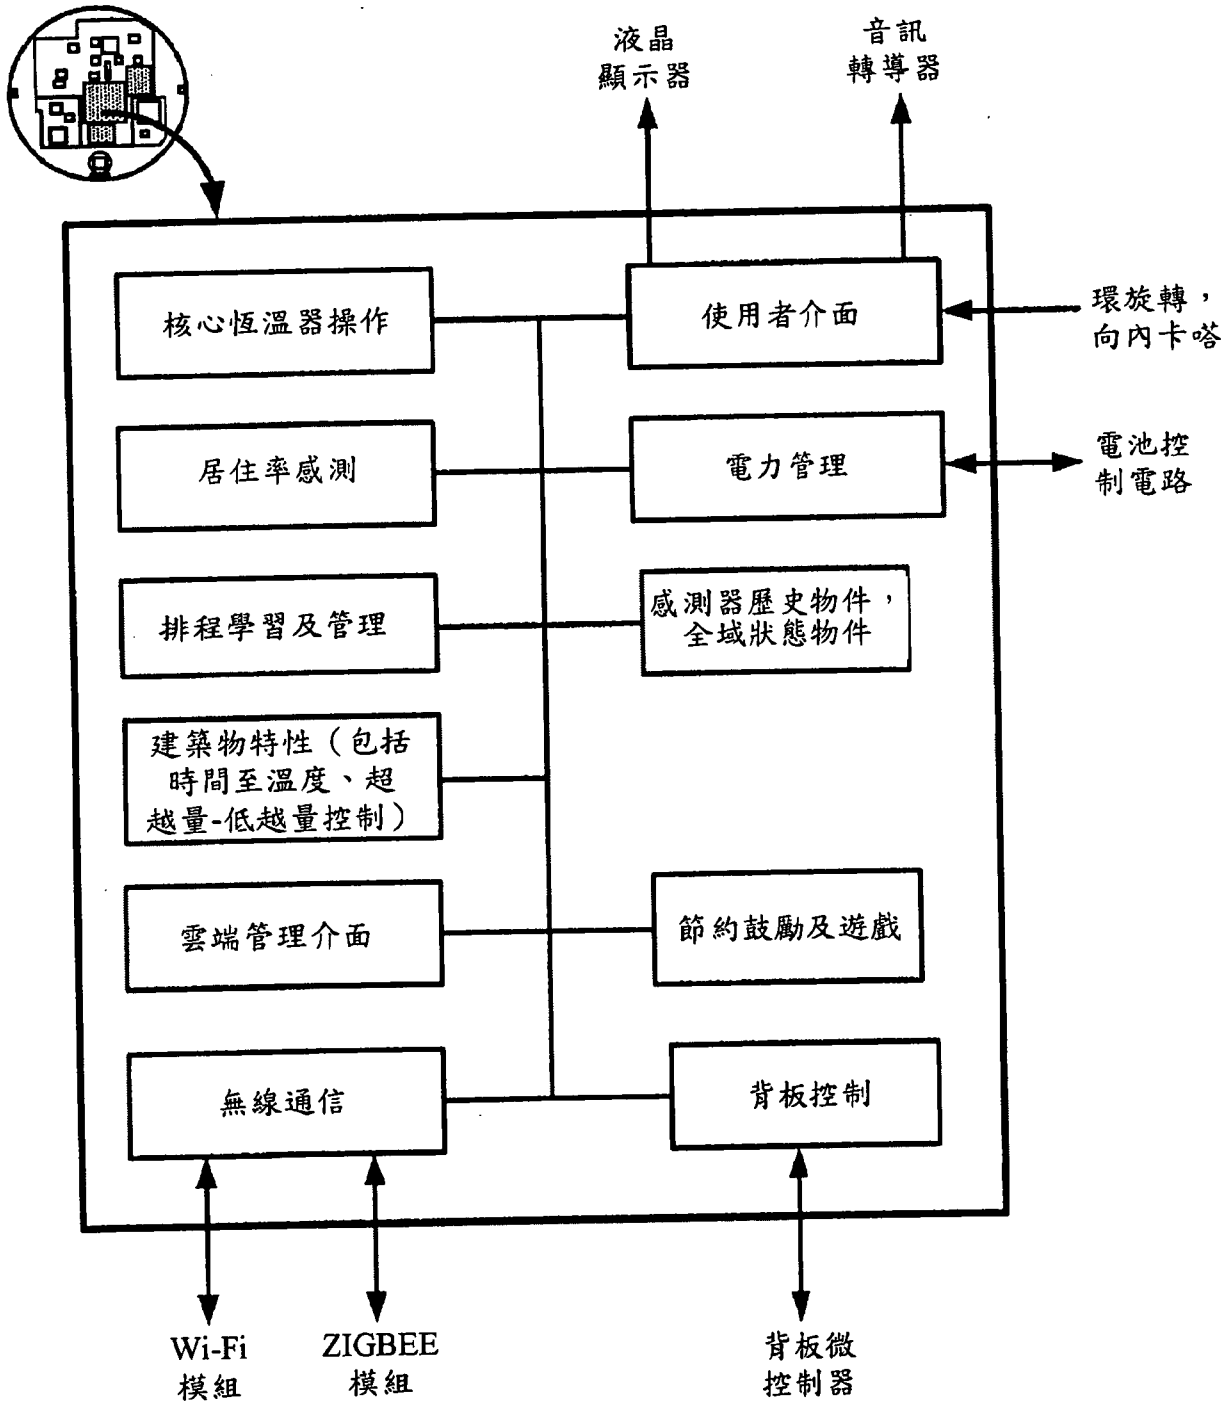 液晶
顯示器
音訊
轉導器
核心恆溫器操作
使用者介面
環旋轉，
向內卡嗒
居住率感測
電力管理
電池控
制電路
排程學習及管理
感測器歷史物件，
全域狀態物件
建築物特性（包括
時間至溫度、超
越量-低越量控制）
雲端管理介面
節約鼓勵及遊戲
無線通信
背板控制
Wi-Fi
模組
ZIGBEE
模組
背板微
控制器